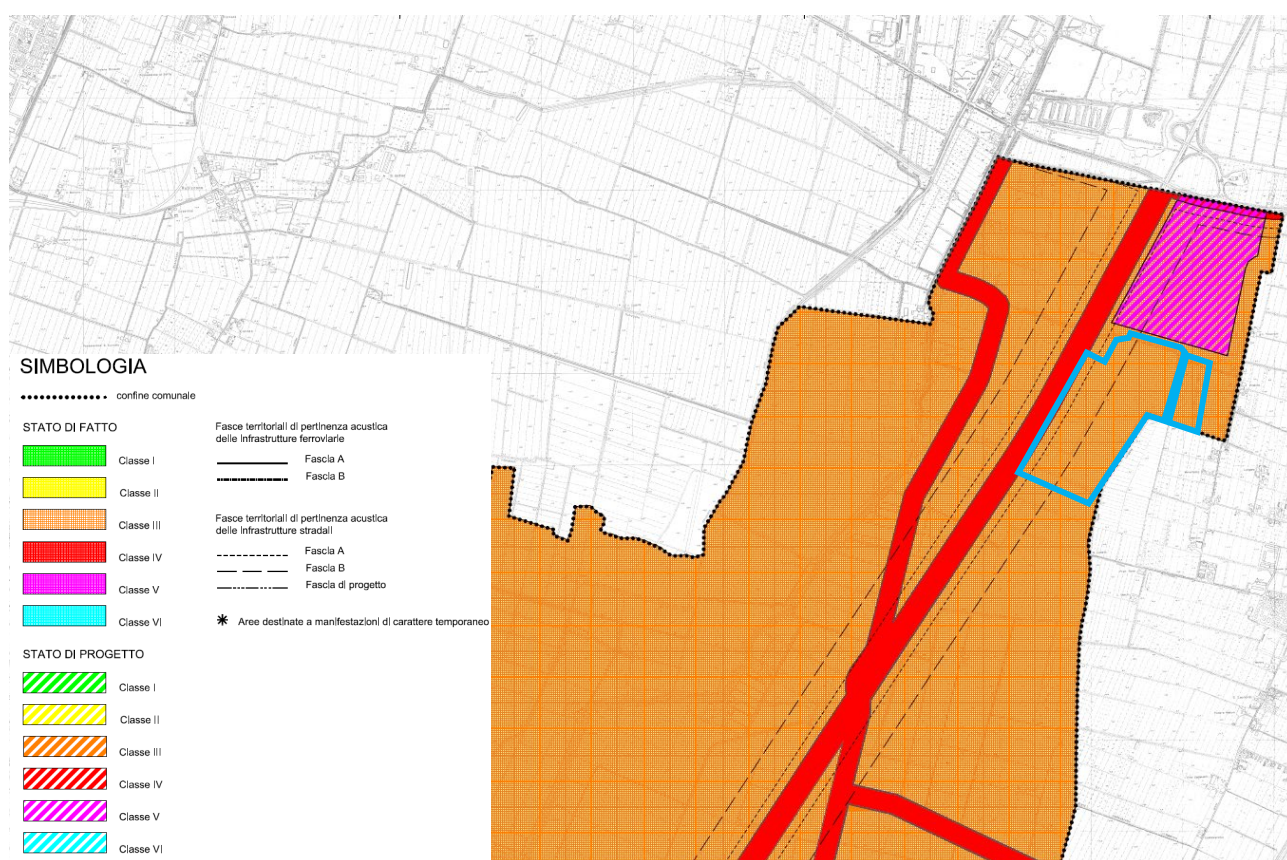 SIMBOLOGIA
confine comunale
STATO DI FATTO
Classe I
Classe II
Classe III
Classe IV
Classe V
Classe VI
Fasce territoriali di pertinenza acustica
delle infrastrutture ferroviarie
Fascia A
Fascia B
Fasce territoriali di pertinenza acustica
delle infrastrutture stradali
Fascia A
Fascia B
Fascia di progetto
Aree destinate a manifestazioni di carattere temporaneo
STATO DI PROGETTO
Classe I
Classe II
Classe III
Classe IV
Classe V
Classe VI